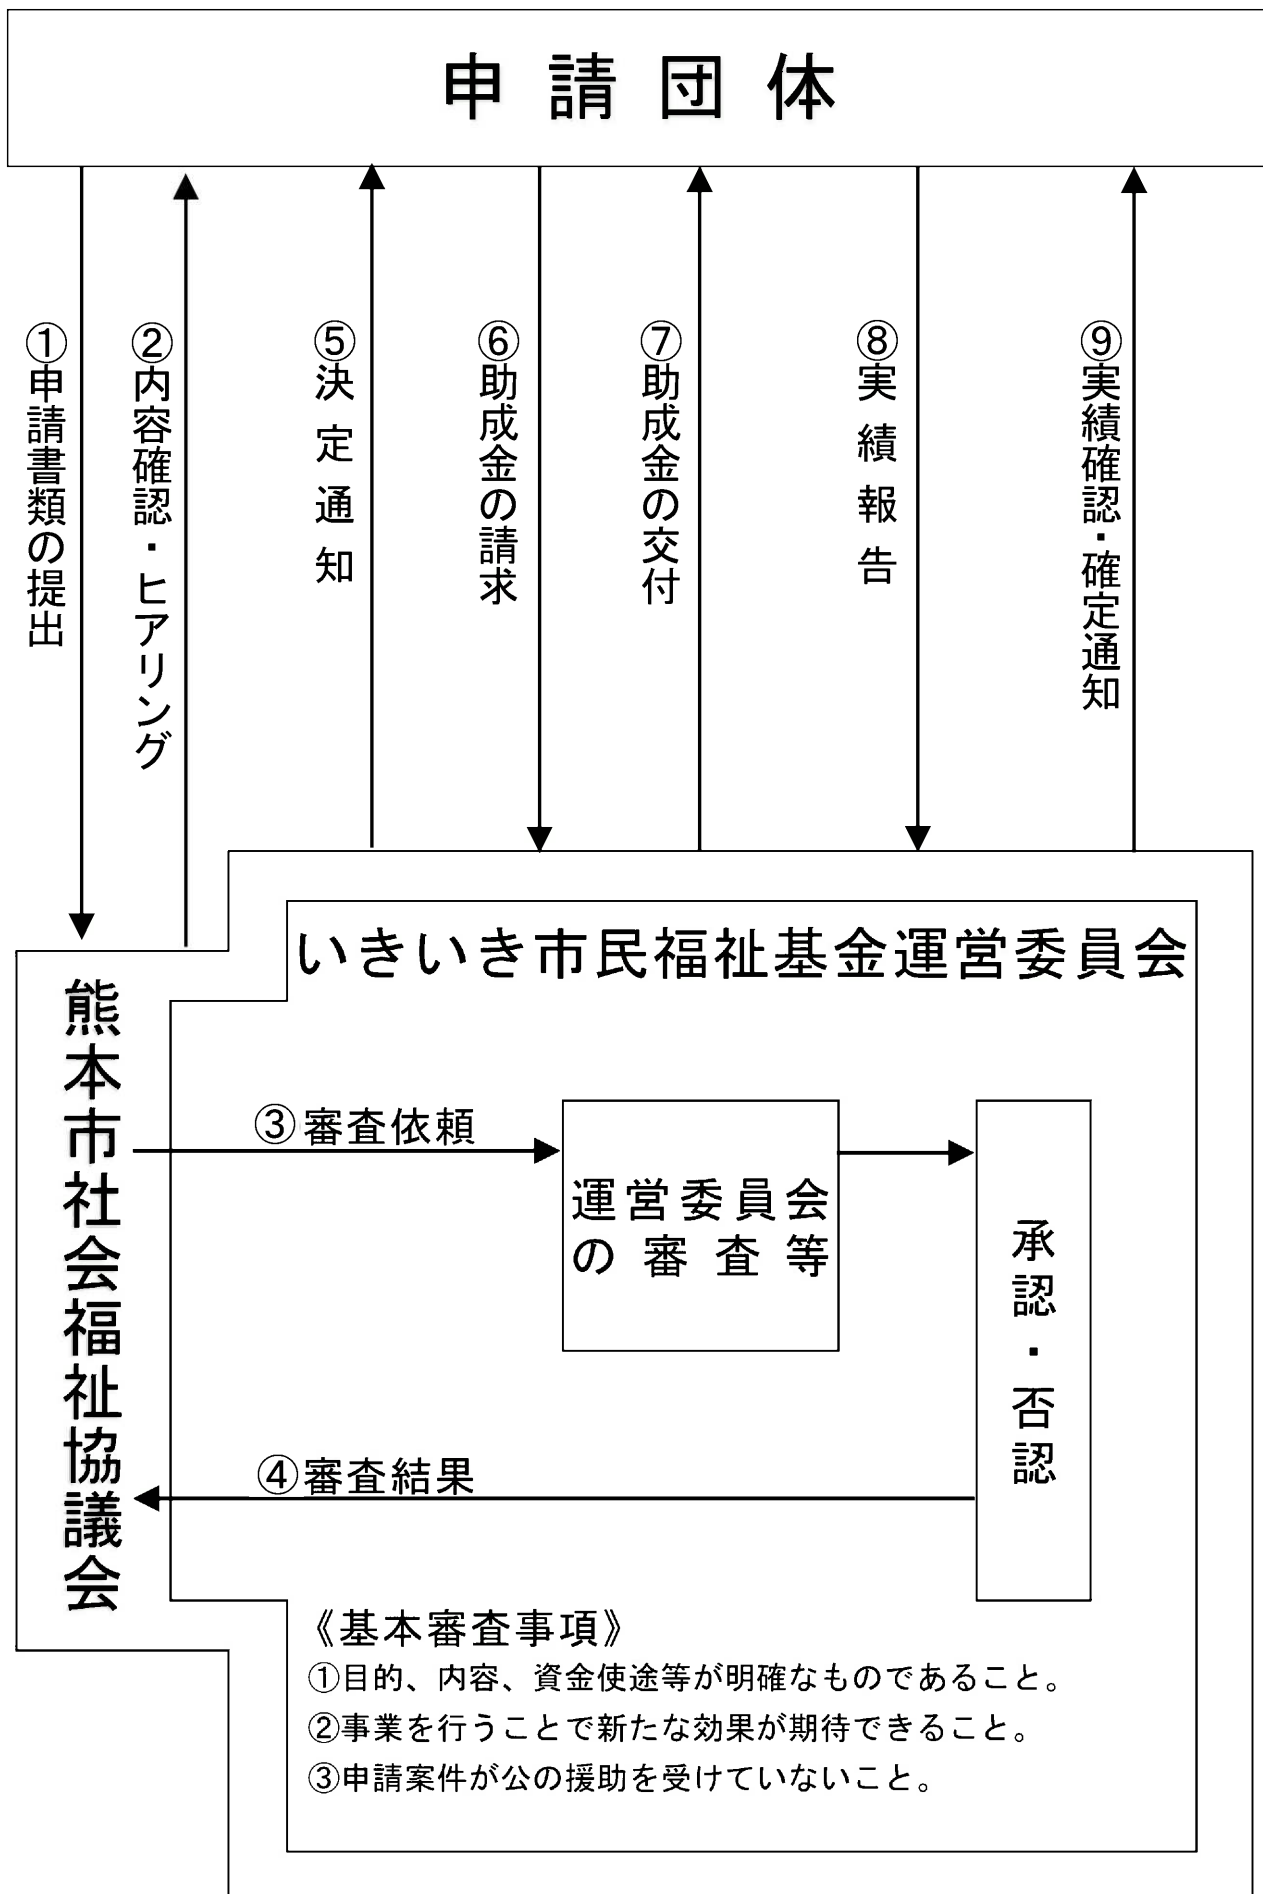 申請団体
①申請書類の提出
②内容確認・ヒアリング
⑤決定通知
⑥助成金の請求
⑦助成金の交付
⑧実績報告
⑨実績確認・確定通知
いきいき市民福祉基金運営委員会
熊本市社会福祉協議会
③審査依頼
運営委員会
の審査等
承認・否認
④審査結果
《基本審査事項》
①目的、内容、資金使途等が明確なものであること。
②事業を行うことで新たな効果が期待できること。
③申請案件が公の援助を受けていないこと。